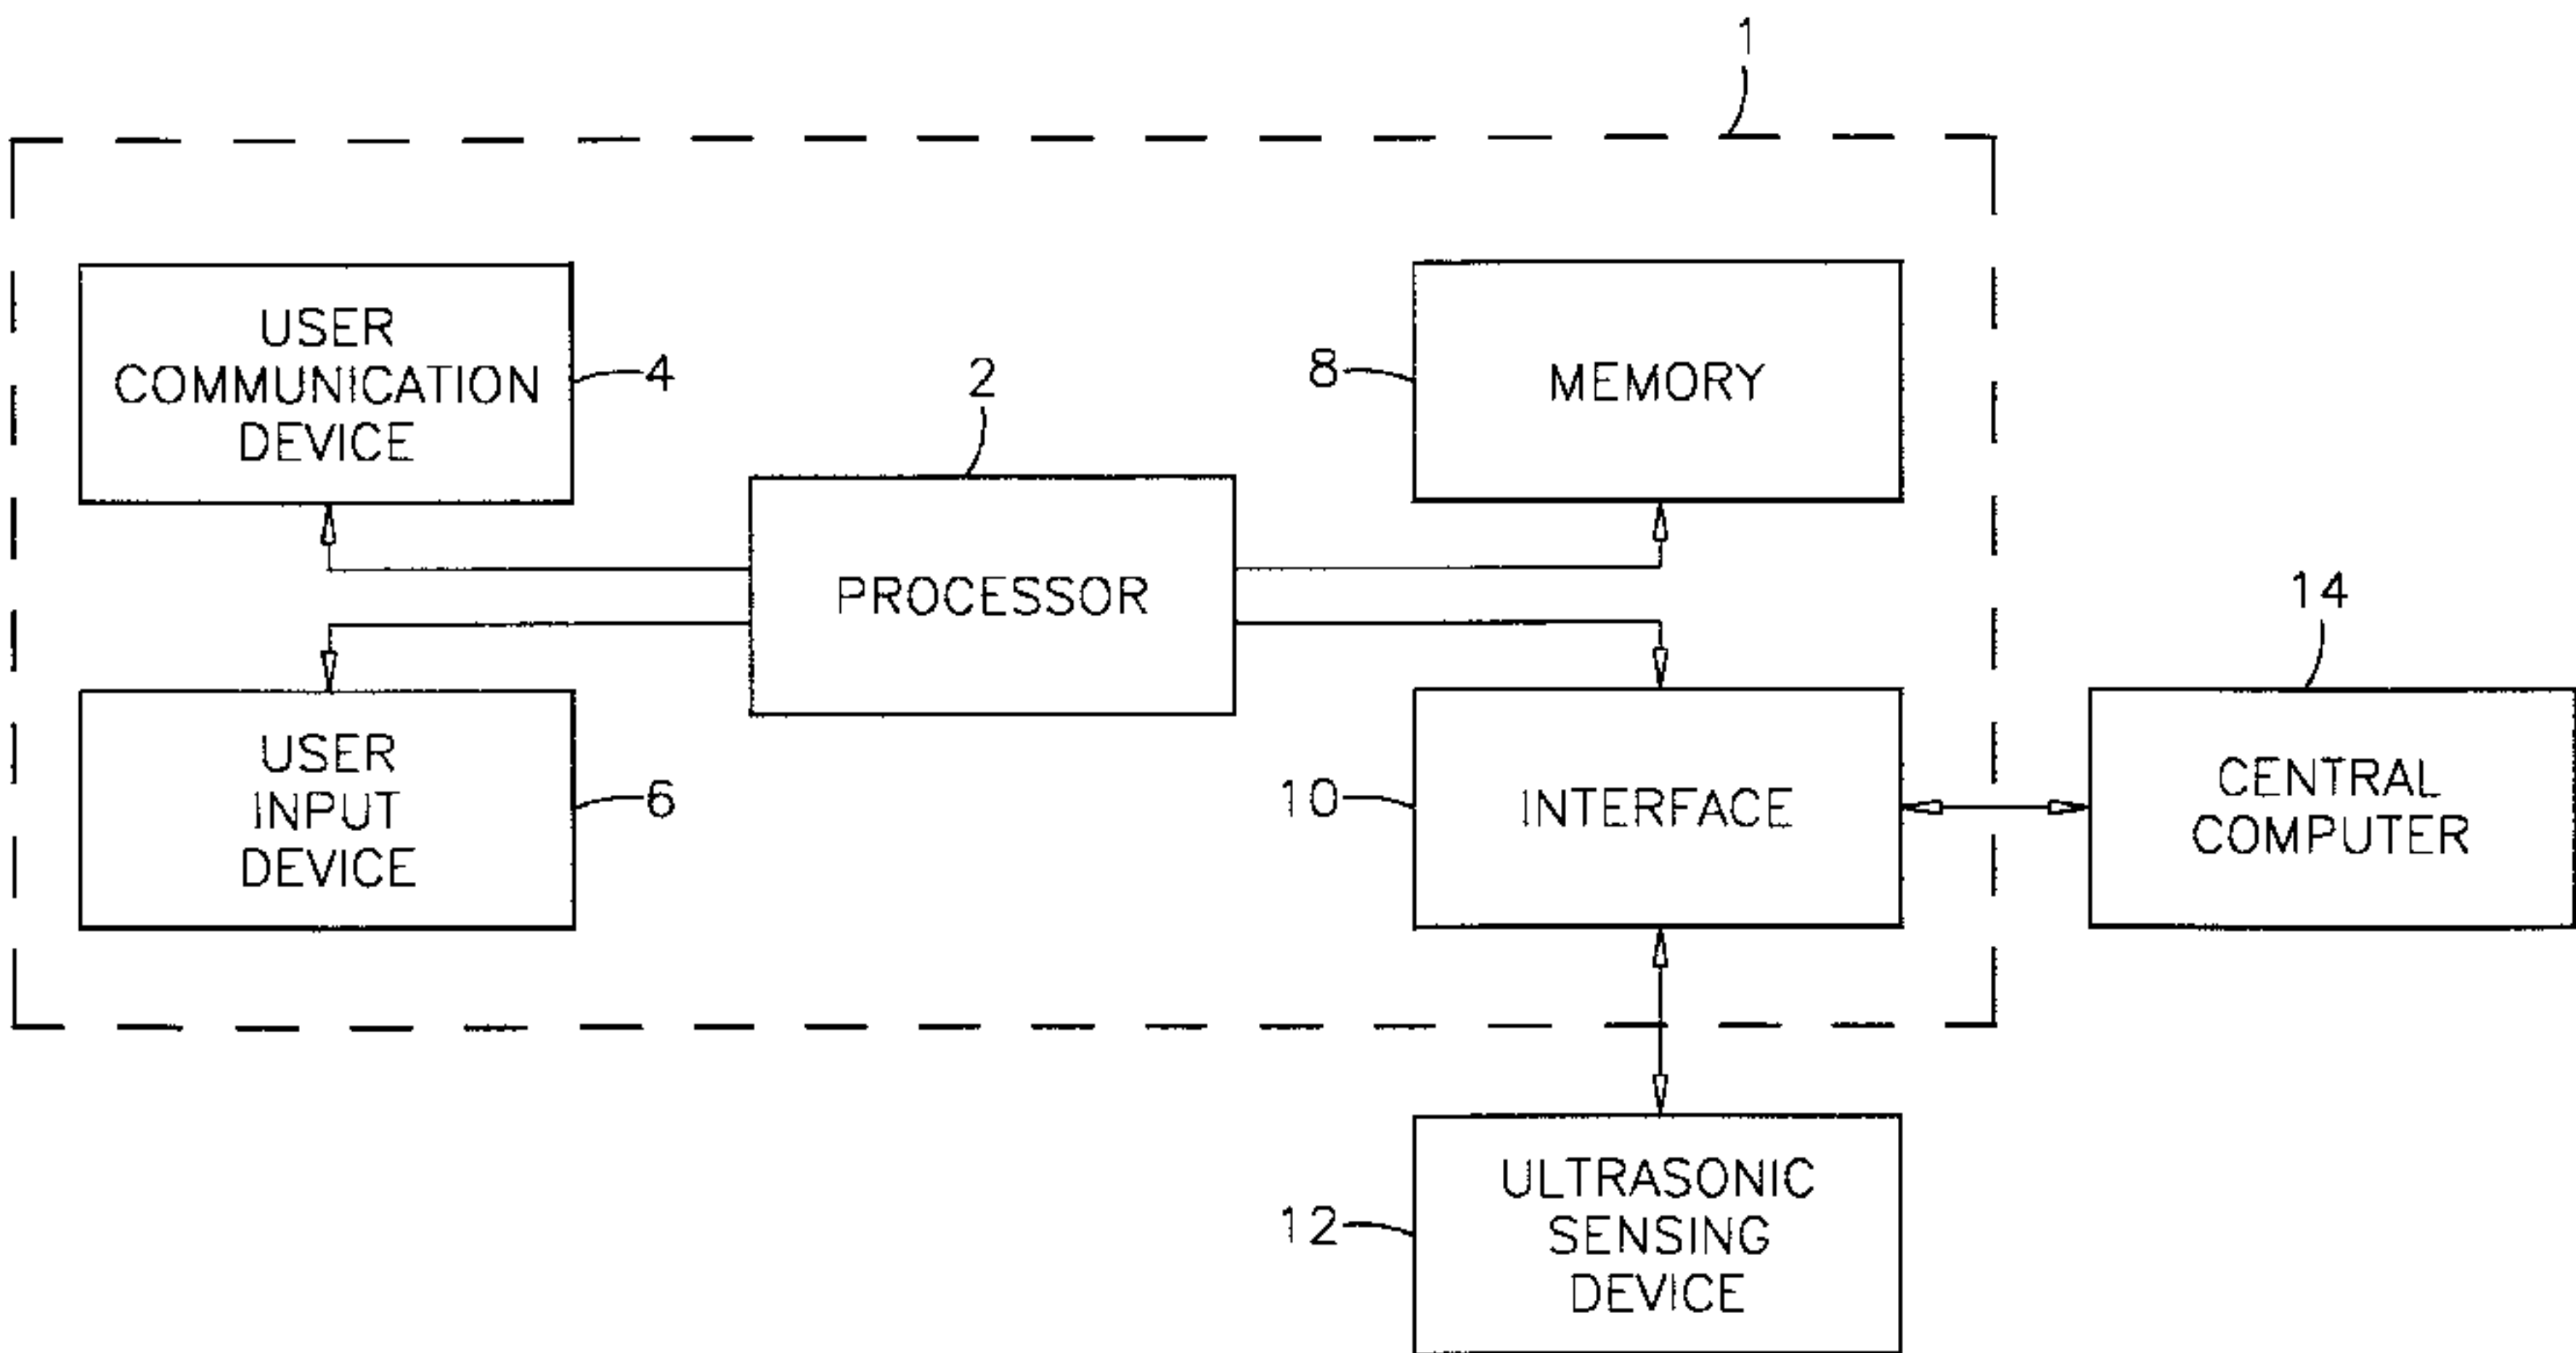 1
USER
COMMUNICATION
DEVICE
4
2
PROCESSOR
8
MEMORY
USER
INPUT
DEVICE
6
10
INTERFACE
14
CENTRAL
COMPUTER
12
ULTRASONIC
SENSING
DEVICE